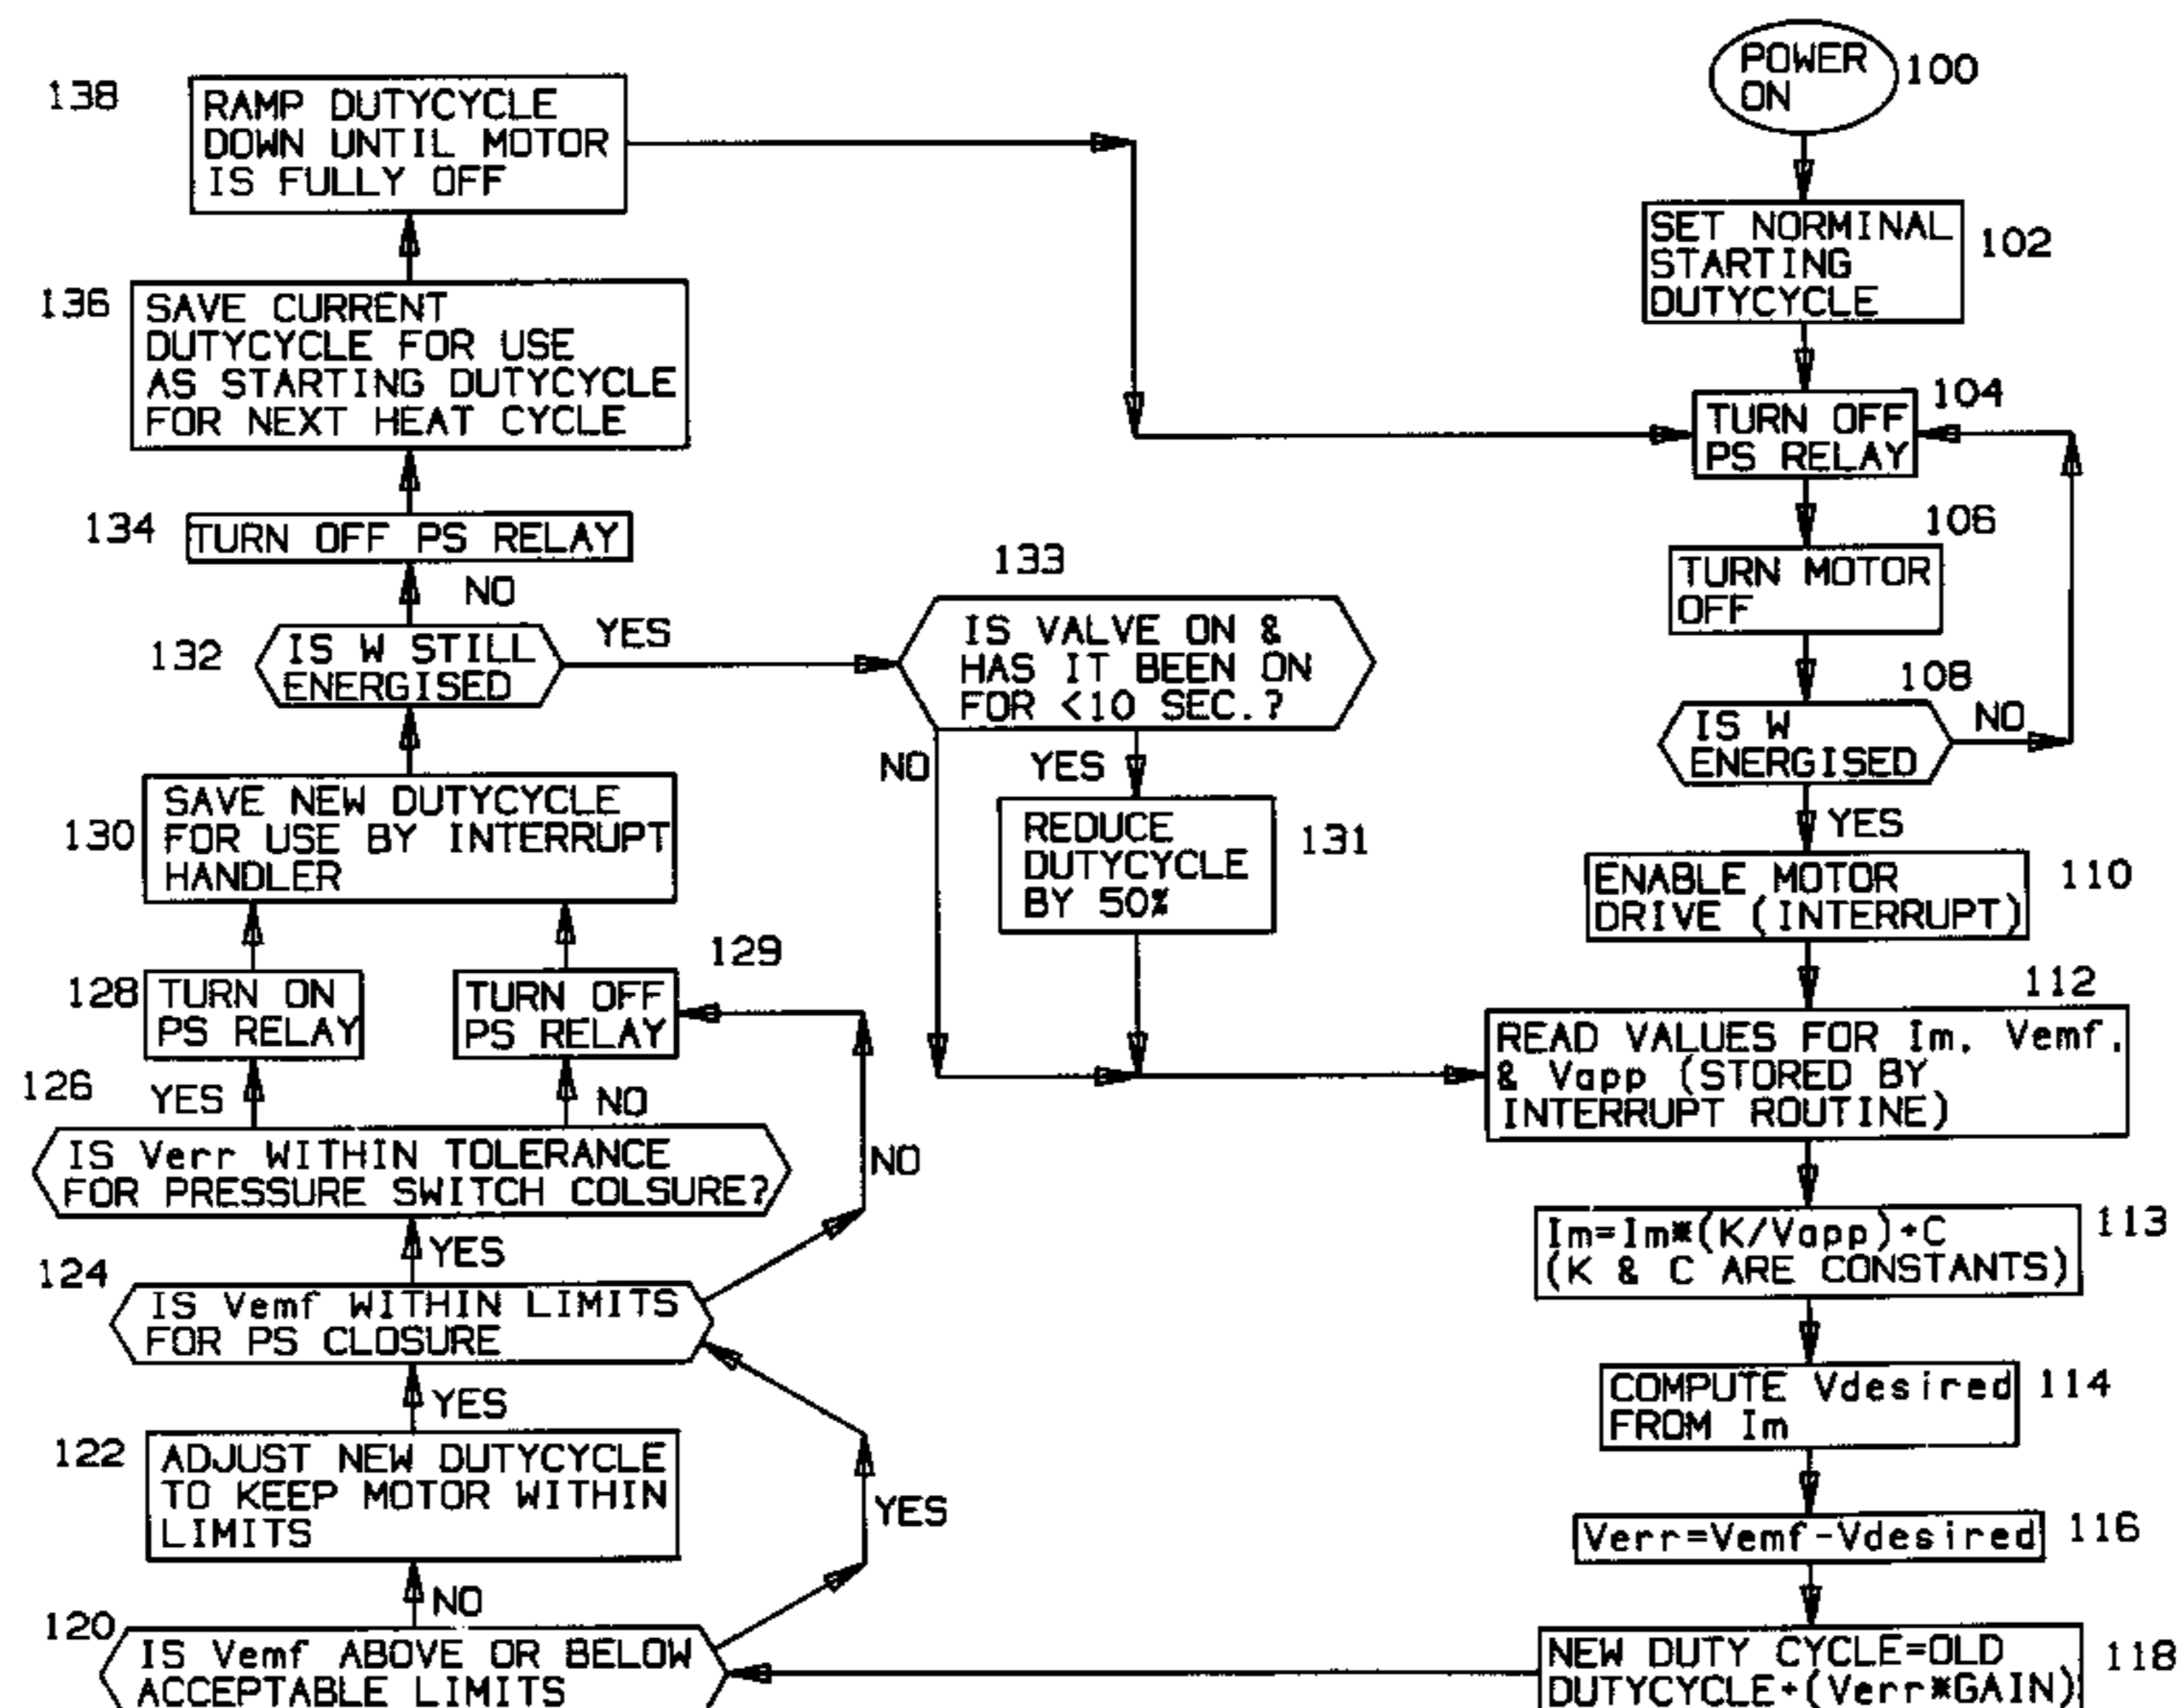 POWER
ON
100
SET NORMINAL
STARTING
DUTYCYCLE
102
TURN OFF
PS RELAY
104
TURN MOTOR
OFF
106
IS W
ENERGISED
108
NO
YES
ENABLE MOTOR
DRIVE (INTERRUPT)
110
READ VALUES FOR Im, Vemf,
& Vapp (STORED BY
INTERRUPT ROUTINE)
112
Im=Im*(K/Vapp)+C
(K & C ARE CONSTANTS)
113
COMPUTE Vdesired
FROM Im
114
Verr=Vemf-Vdesired
116
NEW DUTY CYCLE=OLD
DUTYCYCLE+(Verr*GAIN)
118
120
IS Vemf ABOVE OR BELOW
ACCEPTABLE LIMITS
NO
YES
122
ADJUST NEW DUTYCYCLE
TO KEEP MOTOR WITHIN
LIMITS
YES
124
IS Vemf WITHIN LIMITS
FOR PS CLOSURE
YES
NO
126
IS Verr WITHIN TOLERANCE
FOR PRESSURE SWITCH COLSURE?
YES
NO
128
TURN ON
PS RELAY
129
TURN OFF
PS RELAY
130
SAVE NEW DUTYCYCLE
FOR USE BY INTERRUPT
HANDLER
132
IS W STILL
ENERGISED
NO
YES
133
IS VALVE ON &
HAS IT BEEN ON
FOR <10 SEC.?
NO
YES
REDUCE
DUTYCYCLE
BY 50%
131
134
TURN OFF PS RELAY
136
SAVE CURRENT
DUTYCYCLE FOR USE
AS STARTING DUTYCYCLE
FOR NEXT HEAT CYCLE
138
RAMP DUTYCYCLE
DOWN UNTIL MOTOR
IS FULLY OFF